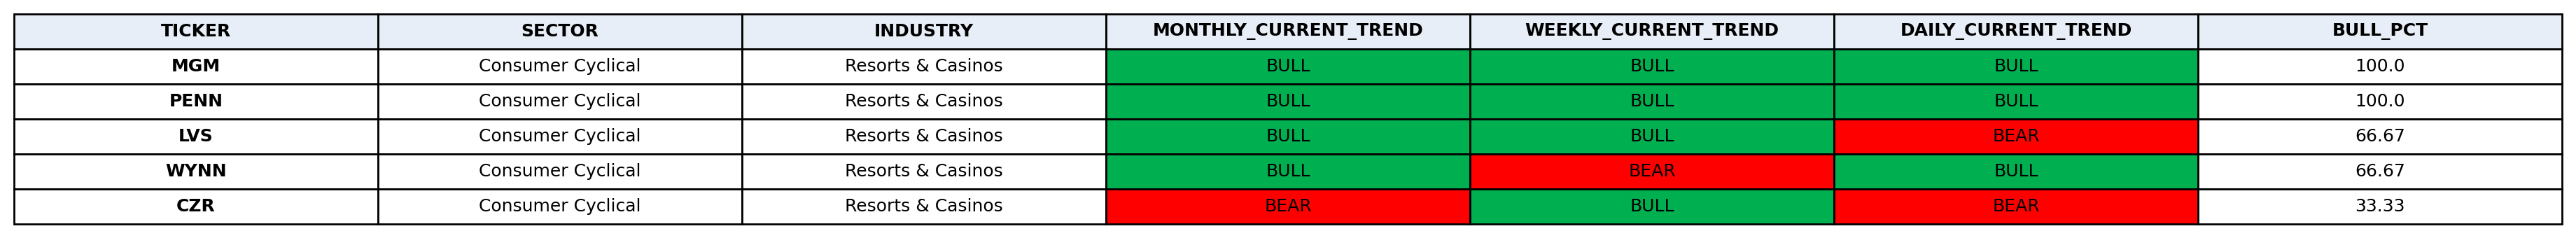 TICKER SECTOR INDUSTRY MONTHLY_CURRENT_TREND WEEKLY_CURRENT_TREND DAILY_CURRENT_TREND BULL_PCT
MGM Consumer Cyclical Resorts & Casinos BULL BULL BULL 100.0
PENN Consumer Cyclical Resorts & Casinos BULL BULL BULL 100.0
LVS Consumer Cyclical Resorts & Casinos BULL BULL BEAR 66.67
WYNN Consumer Cyclical Resorts & Casinos BULL BEAR BULL 66.67
CZR Consumer Cyclical Resorts & Casinos BEAR BULL BEAR 33.33